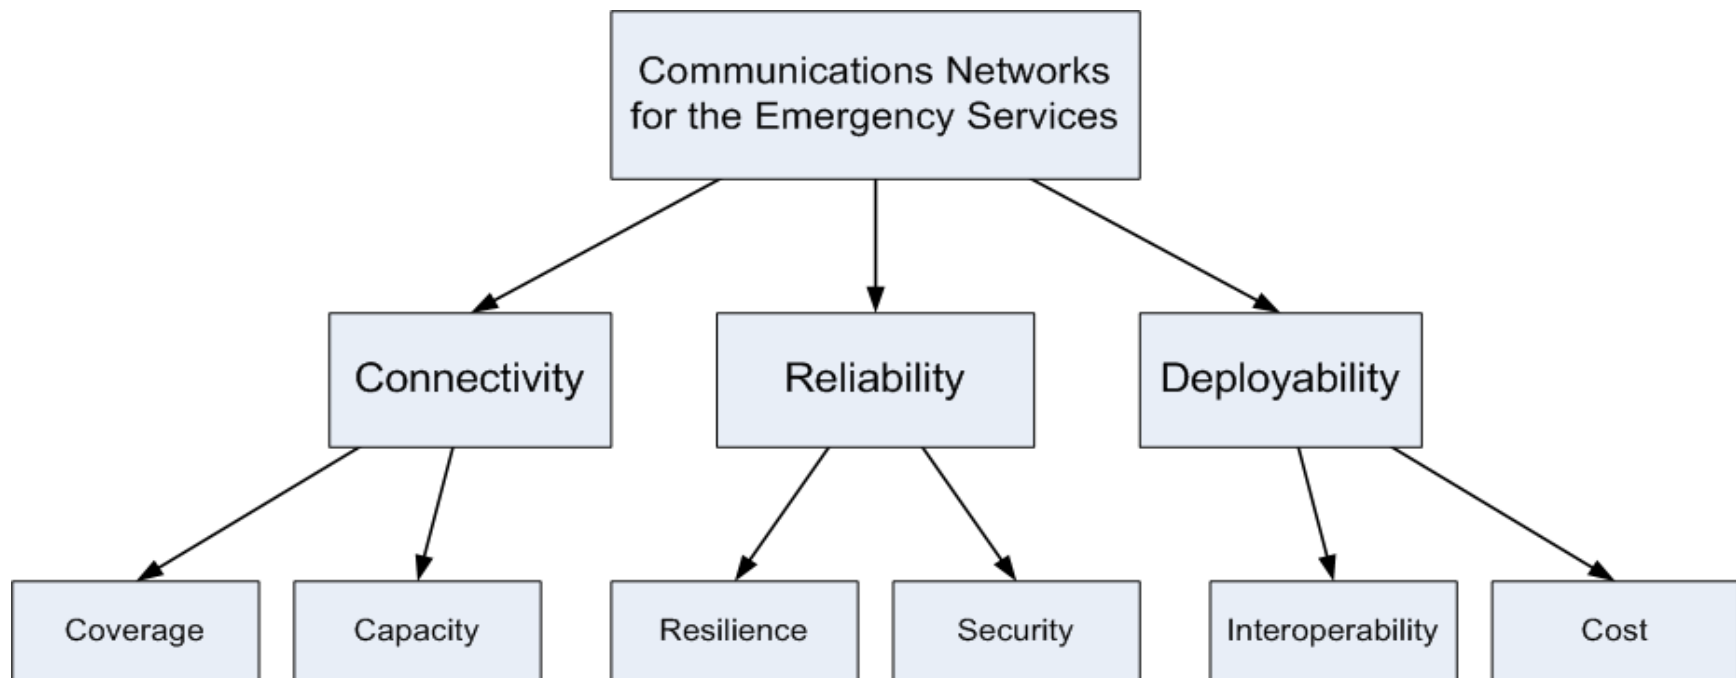 Communications Networks
for the Emergency Services
Connectivity
Reliability
Deployability
Coverage
Capacity
Resilience
Security
Interoperability
Cost